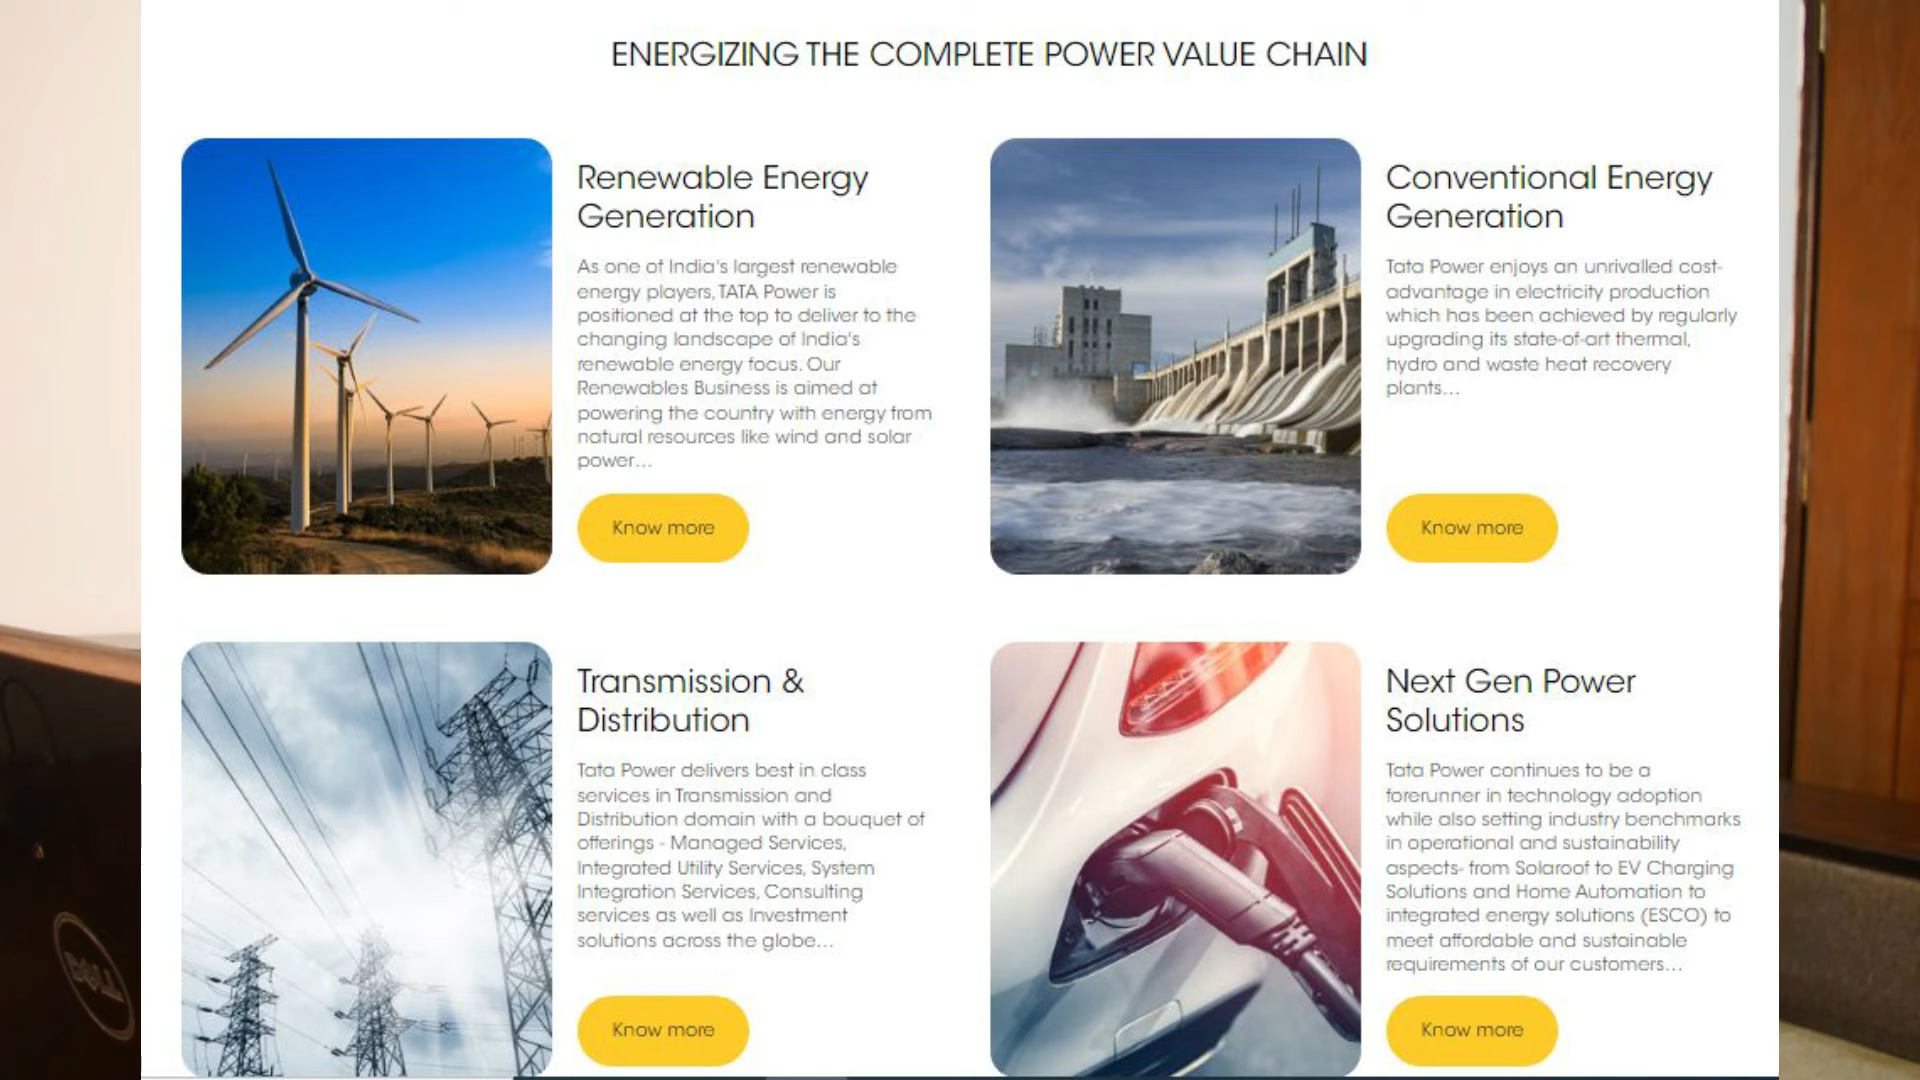 ENERGIZING THE COMPLETE POWER VALUE CHAIN
Renewable Energy
Generation
As one of India's largest renewable
energy players, TATA Power is
positioned at the top to deliver to the
changing landscape of India's
renewable energy focus. Our
Renewables Business is aimed at
powering the country with energy from
natural resources like wind and solar
power...
Know more
Conventional Energy
Generation
Tata Power enjoys an unrivalled cost-
advantage in electricity production
which has been achieved by regularly
upgrading its state-of-art thermal,
hydro and waste heat recovery
plants...
Know more
Transmission &
Distribution
Tata Power delivers best in class
services in Transmission and
Distribution domain with a bouquet of
offerings - Managed Services,
Integrated Utility Services, System
Integration Services, Consulting
services as well as Investment
solutions across the globe...
Know more
Next Gen Power
Solutions
Tata Power continues to be a
forerunner in technology adoption
while also setting industry benchmarks
in operational and sustainability
aspects- from Solaroof to EV Charging
Solutions and Home Automation to
integrated energy solutions (ESCO) to
meet affordable and sustainable
requirements of our customers...
Know more
DELL